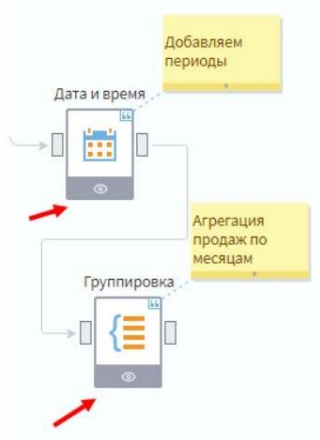 Добавляем
периоды
Дата и время
Агрегация
продаж по
месяцам
Группировка